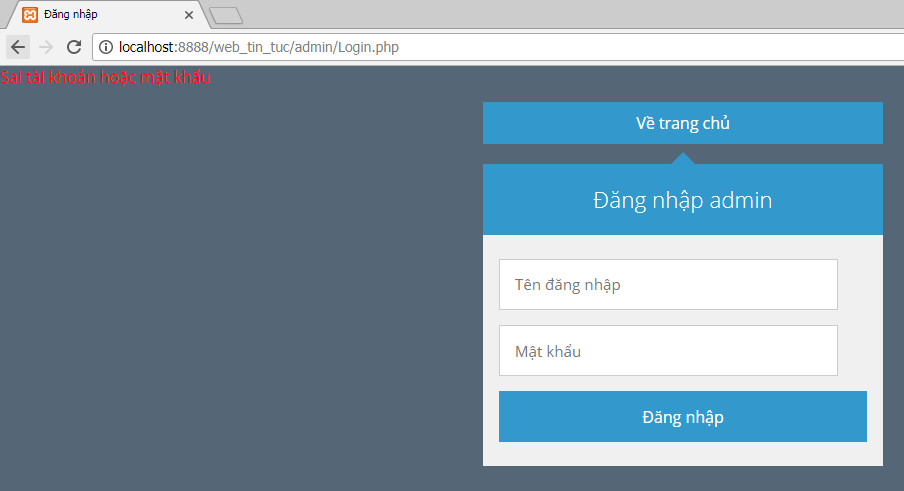 Đăng nhập
localhost:8888/web_tin_tuc/admin/Login.php
Sai tài khoản hoặc mật khẩu
Về trang chủ
Đăng nhập admin
Tên đăng nhập
Mật khẩu
Đăng nhập